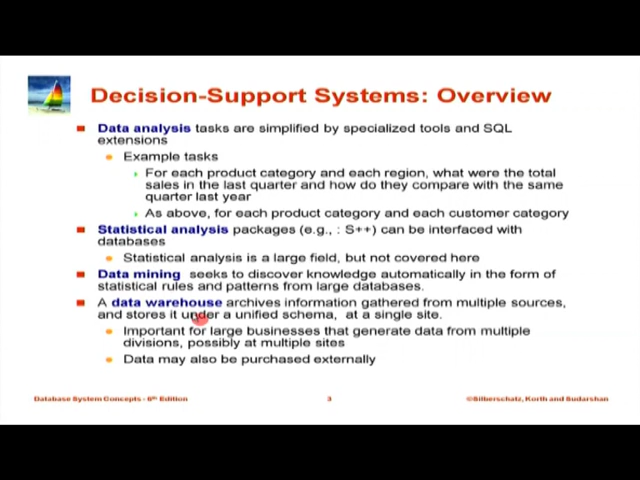 Decision-Support Systems: Overview
Data analysis tasks are simplified by specialized tools and SQL
extensions
Example tasks
For each product category and each region, what were the total
sales in the last quarter and how do they compare with the same
quarter last year
As above, for each product category and each customer category
Statistical analysis packages (e.g., : S++) can be interfaced with
databases
Statistical analysis is a large field, but not covered here
Data mining seeks to discover knowledge automatically in the form of
statistical rules and patterns from large databases.
A data warehouse archives information gathered from multiple sources,
and stores it under a unified schema, at a single site.
Important for large businesses that generate data from multiple
divisions, possibly at multiple sites
Data may also be purchased externally
Database System Concepts - 6th Edition
3
©Silberschatz, Korth and Sudarshan